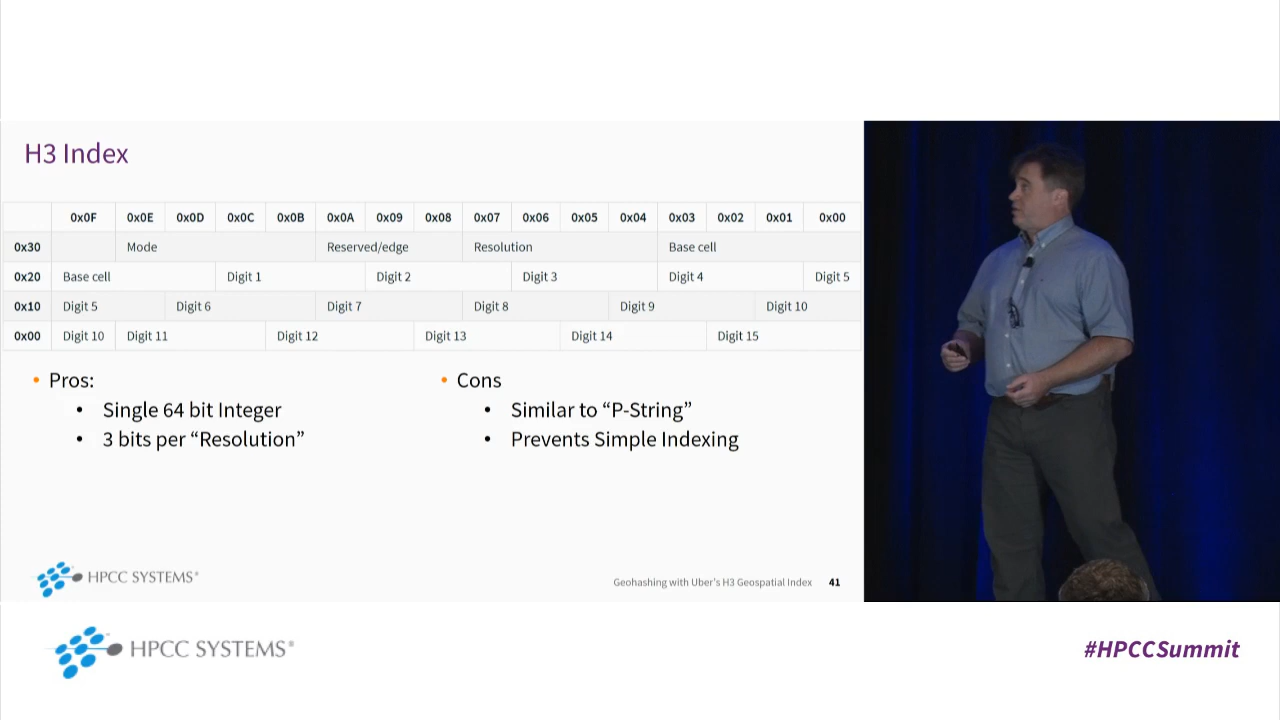 H3 Index
0x0F 0x0E 0x0D 0x0C 0x0B 0x0A 0x09 0x08 0x07 0x06 0x05 0x04 0x03 0x02 0x01 0x00
0x30 Mode Reserved/edge Resolution Base cell
0x20 Base cell Digit 1 Digit 2 Digit 3 Digit 4 Digit 5
0x10 Digit 5 Digit 6 Digit 7 Digit 8 Digit 9 Digit 10
0x00 Digit 10 Digit 11 Digit 12 Digit 13 Digit 14 Digit 15
• Pros:
• Single 64 bit Integer
• 3 bits per “Resolution”
• Cons
• Similar to “P-String”
• Prevents Simple Indexing
HPCC SYSTEMS®
Geohashing with Uber's H3 Geospatial Index 41
HPCC SYSTEMS®
#HPCCSummit